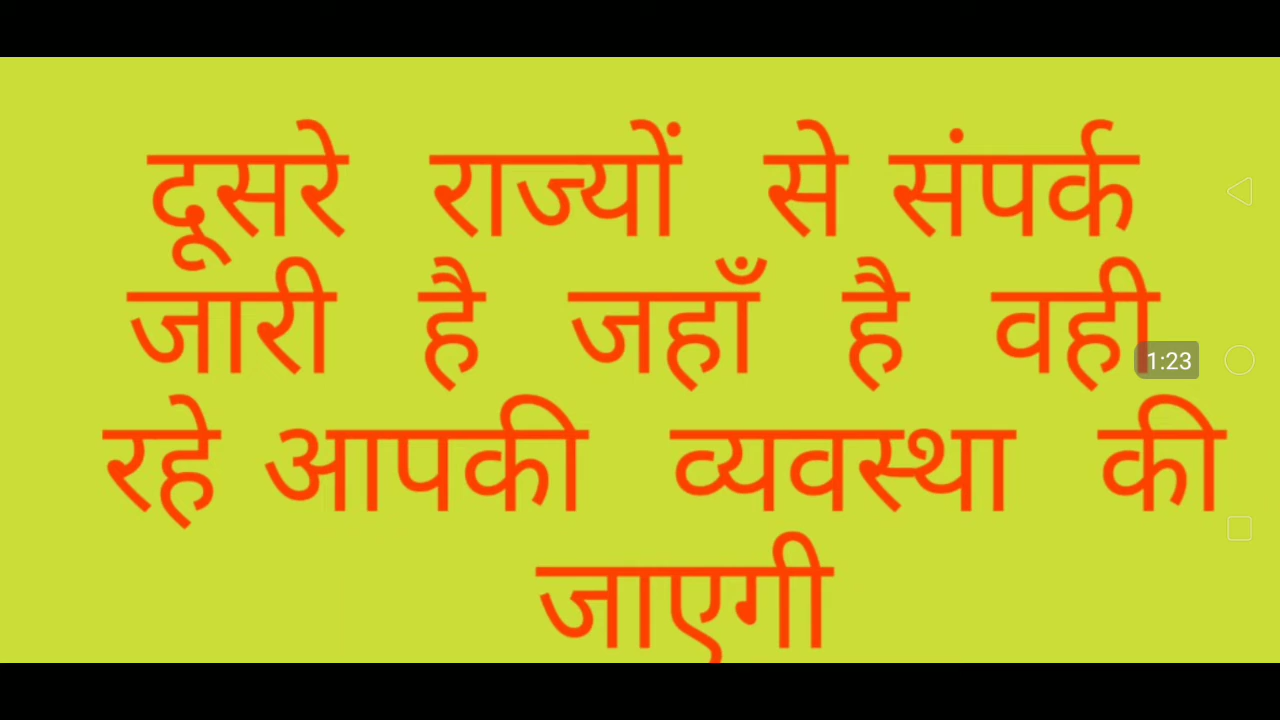 दूसरे राज्यों से संपर्क
जारी है जहाँ है वही
1:23
रहे आपकी व्यवस्था की
जाएगी